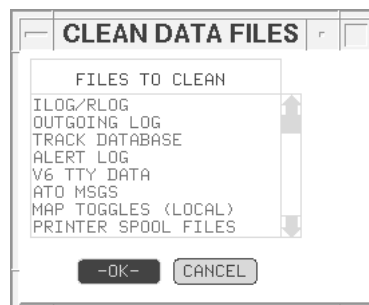 CLEAN DATA FILES
FILES TO CLEAN
ILOG/RLOG
OUTGOING LOG
TRACK DATABASE
ALERT LOG
V6 TTY DATA
ATO MSGS
MAP TOGGLES (LOCAL)
PRINTER SPOOL FILES
-OK- CANCEL